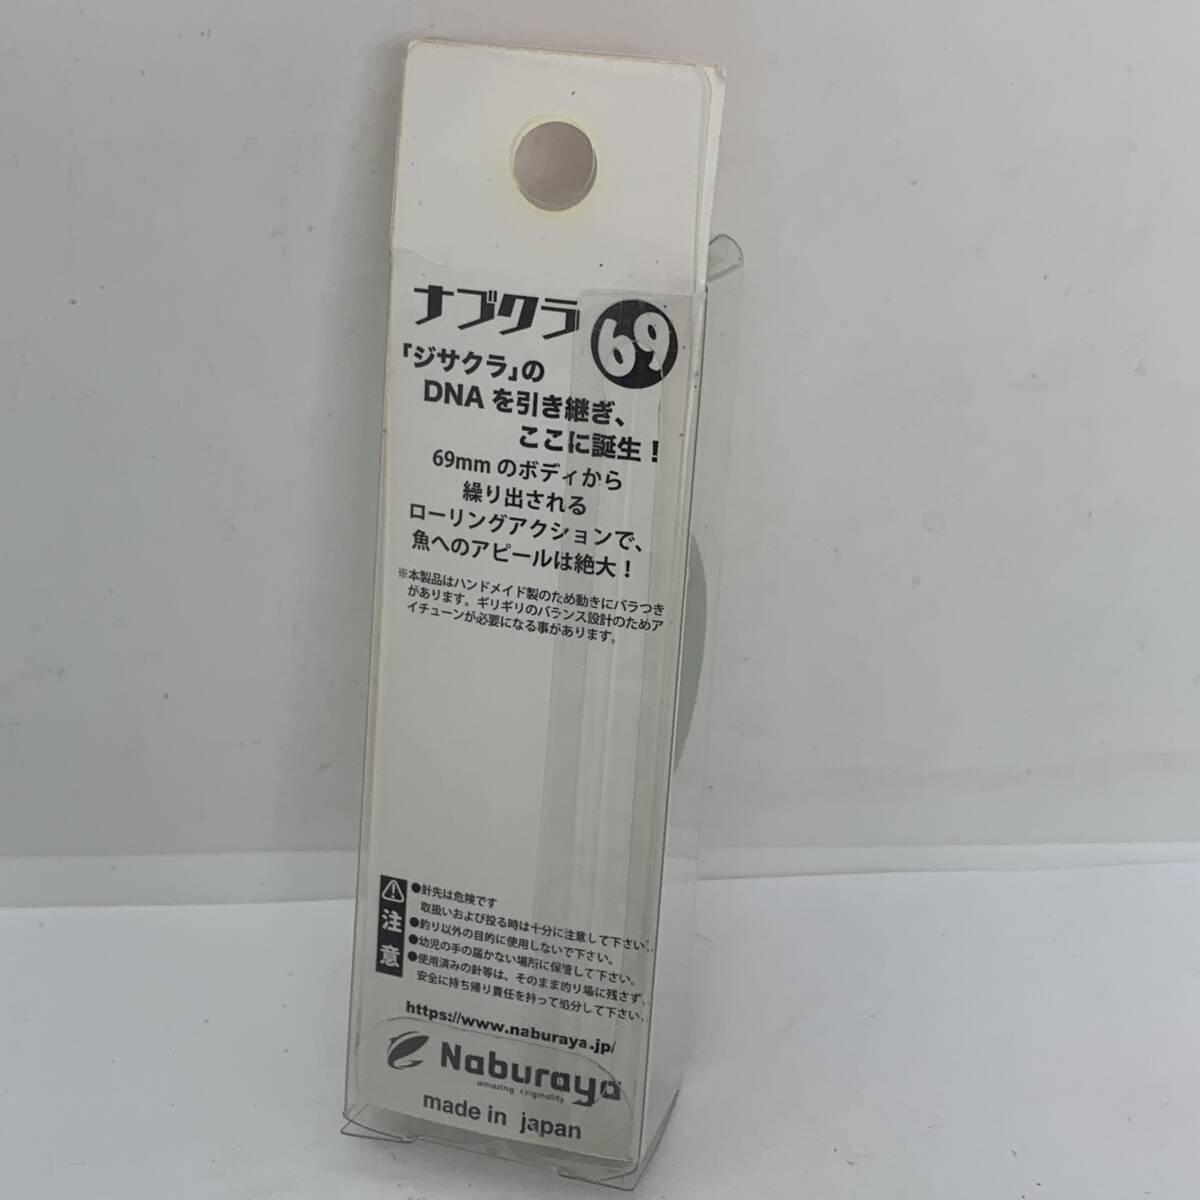 ナブクラ 69
「ジサクラ」の
DNAを引き継ぎ、
ここに誕生！
69mmのボディから
繰り出される
ローリングアクションで、
魚へのアピールは絶大！
※本製品はハンドメイド製のため動きにバラつき
があります。ギリギリのバランス設計のためア
イチューンが必要になる事があります。
注意
●針先は危険です
取扱いおよび投る時は十分に注意して下さい。
●釣り以外の目的に使用しないで下さい。
●幼児の手の届かない場所に保管して下さい。
●使用済みの針等は、そのまま釣り場に残さず、
安全に持ち帰り責任を持って処分して下さい。
https://www.naburaya.jp/
Naburaya
amazing originality
made in japan